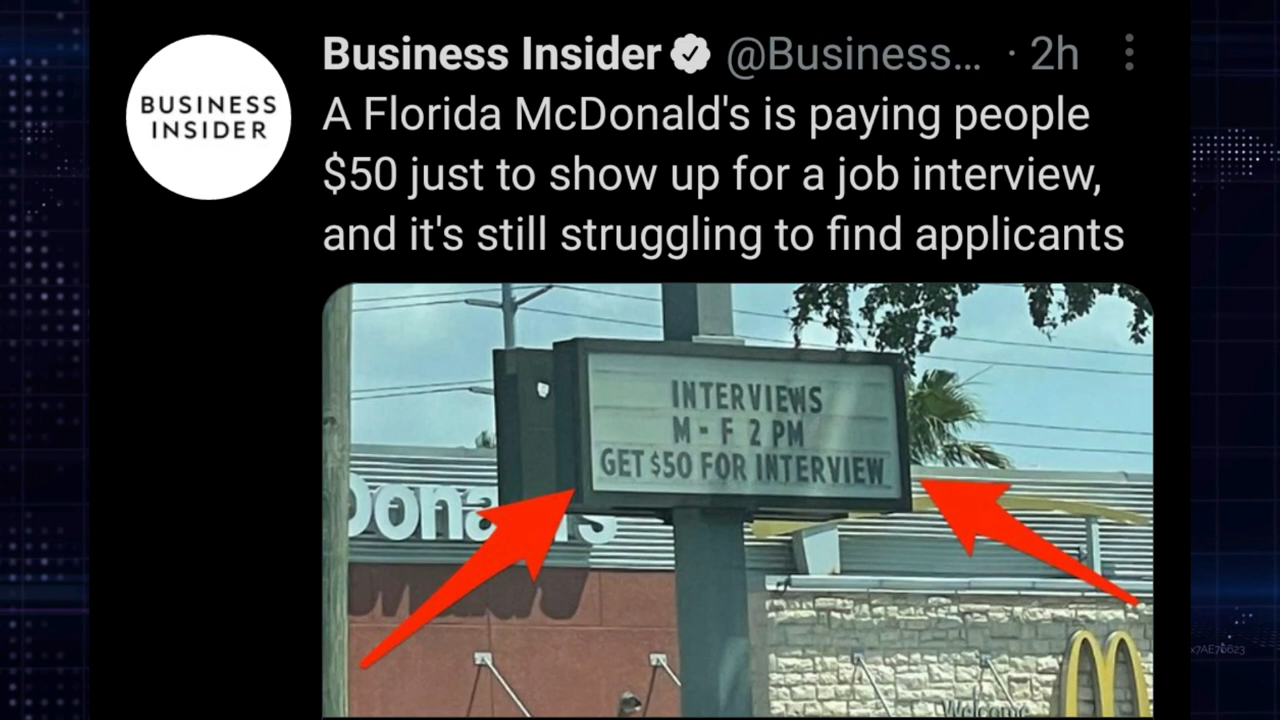 Business Insider @Business... · 2h
BUSINESS
INSIDER
A Florida McDonald's is paying people
$50 just to show up for a job interview,
and it's still struggling to find applicants
INTERVIEWS
M - F 2 PM
GET $50 FOR INTERVIEW
Welcome